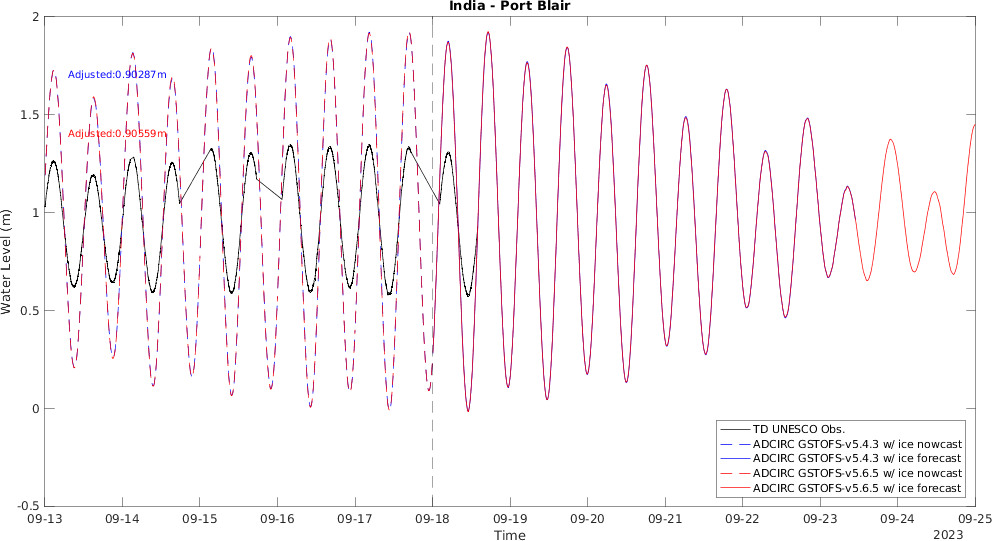 India - Port Blair
2
1.5
1
0.5
0
-0.5
Water Level (m)
Adjusted:0.90287m
Adjusted:0.90559m
TD UNESCO Obs.
ADCIRC GSTOFS-v5.4.3 w/ ice nowcast
ADCIRC GSTOFS-v5.4.3 w/ ice forecast
ADCIRC GSTOFS-v5.6.5 w/ ice nowcast
ADCIRC GSTOFS-v5.6.5 w/ ice forecast
09-13 09-14 09-15 09-16 09-17 09-18 09-19 09-20 09-21 09-22 09-23 09-24 09-25
Time
2023